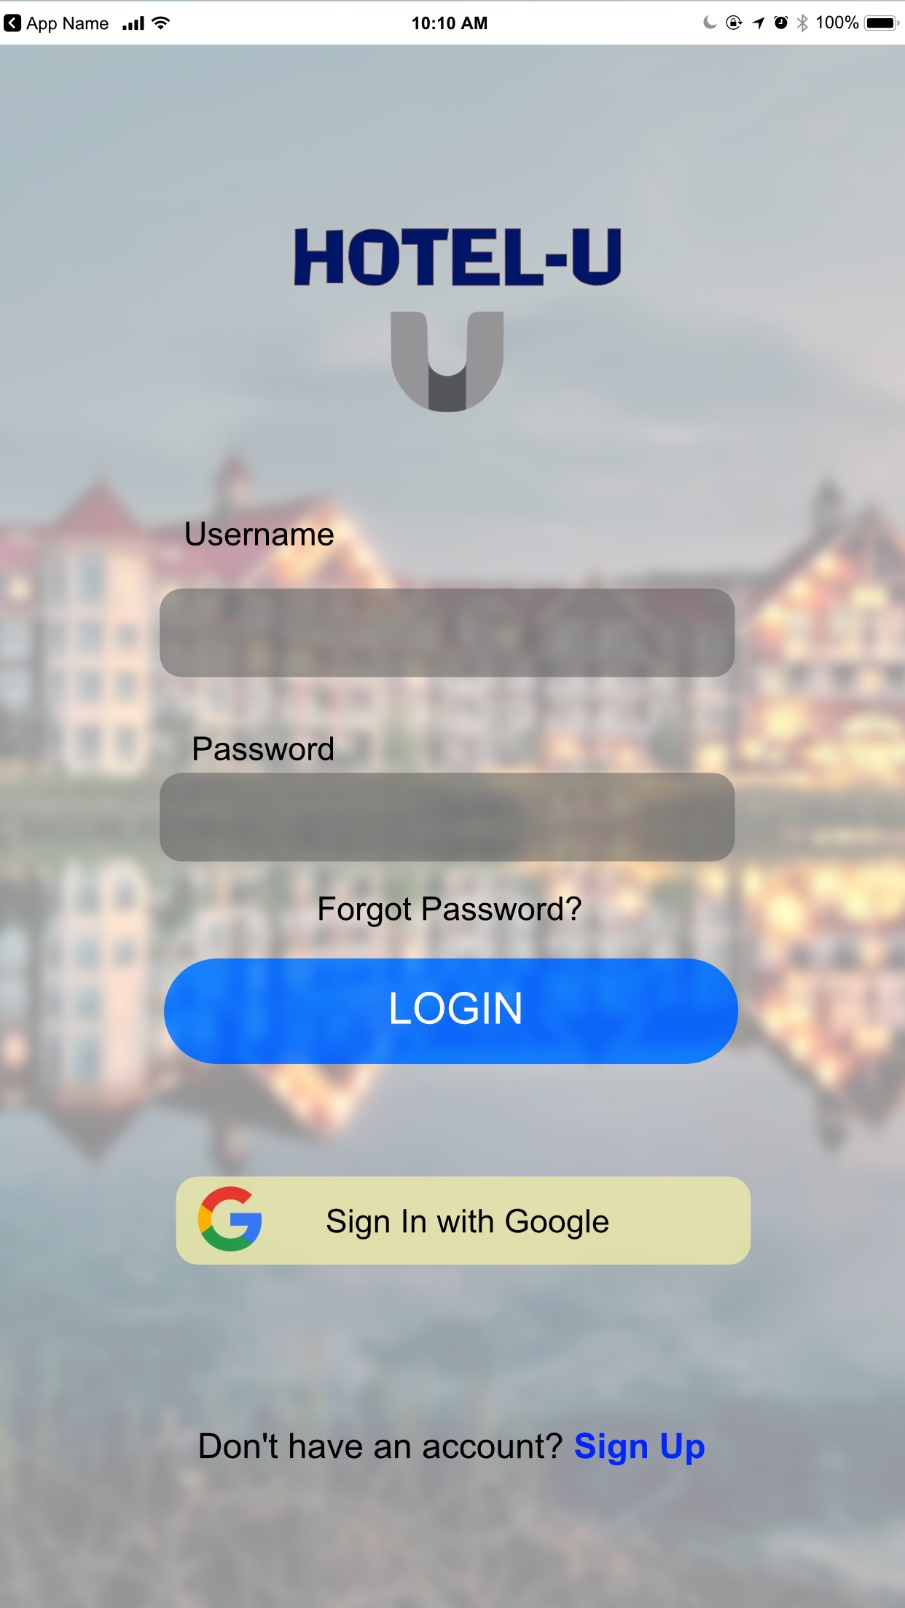 App Name 10:10 AM 100%
HOTEL-U
U
Username
Password
Forgot Password?
LOGIN
G Sign In with Google
Don't have an account? Sign Up